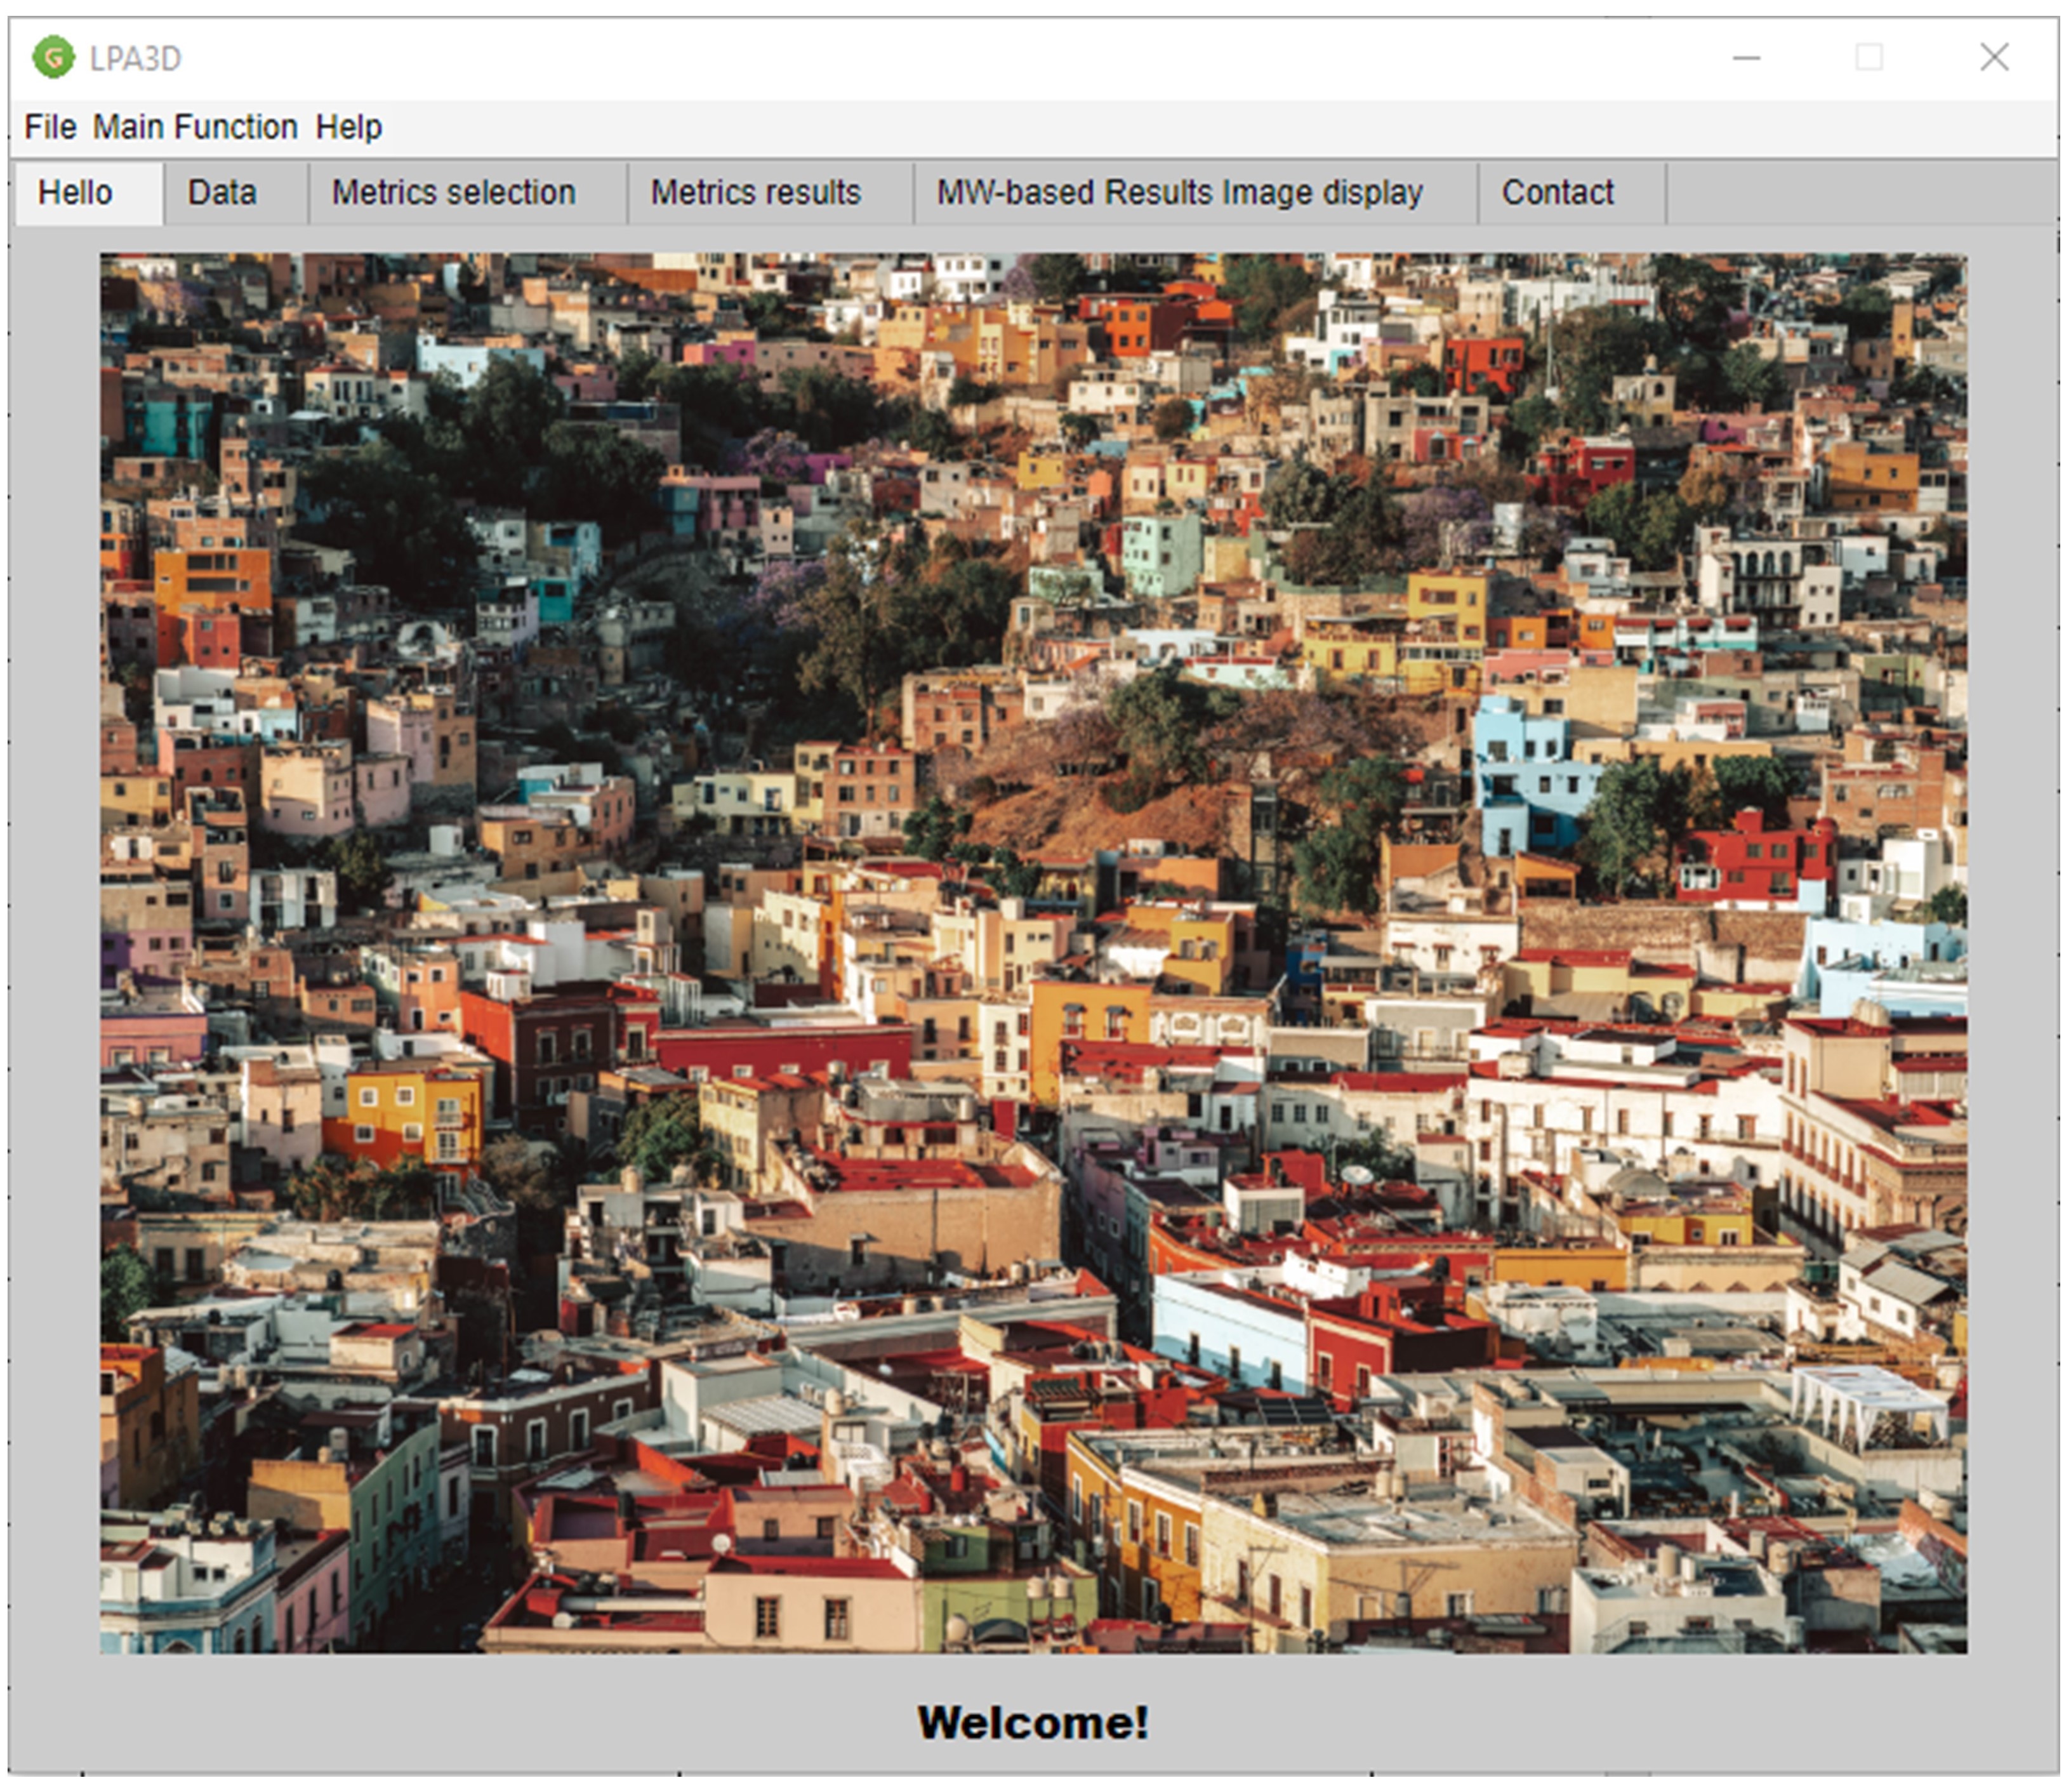 LPA3D
File Main Function Help
Hello Data Metrics selection Metrics results MW-based Results Image display Contact
Welcome!